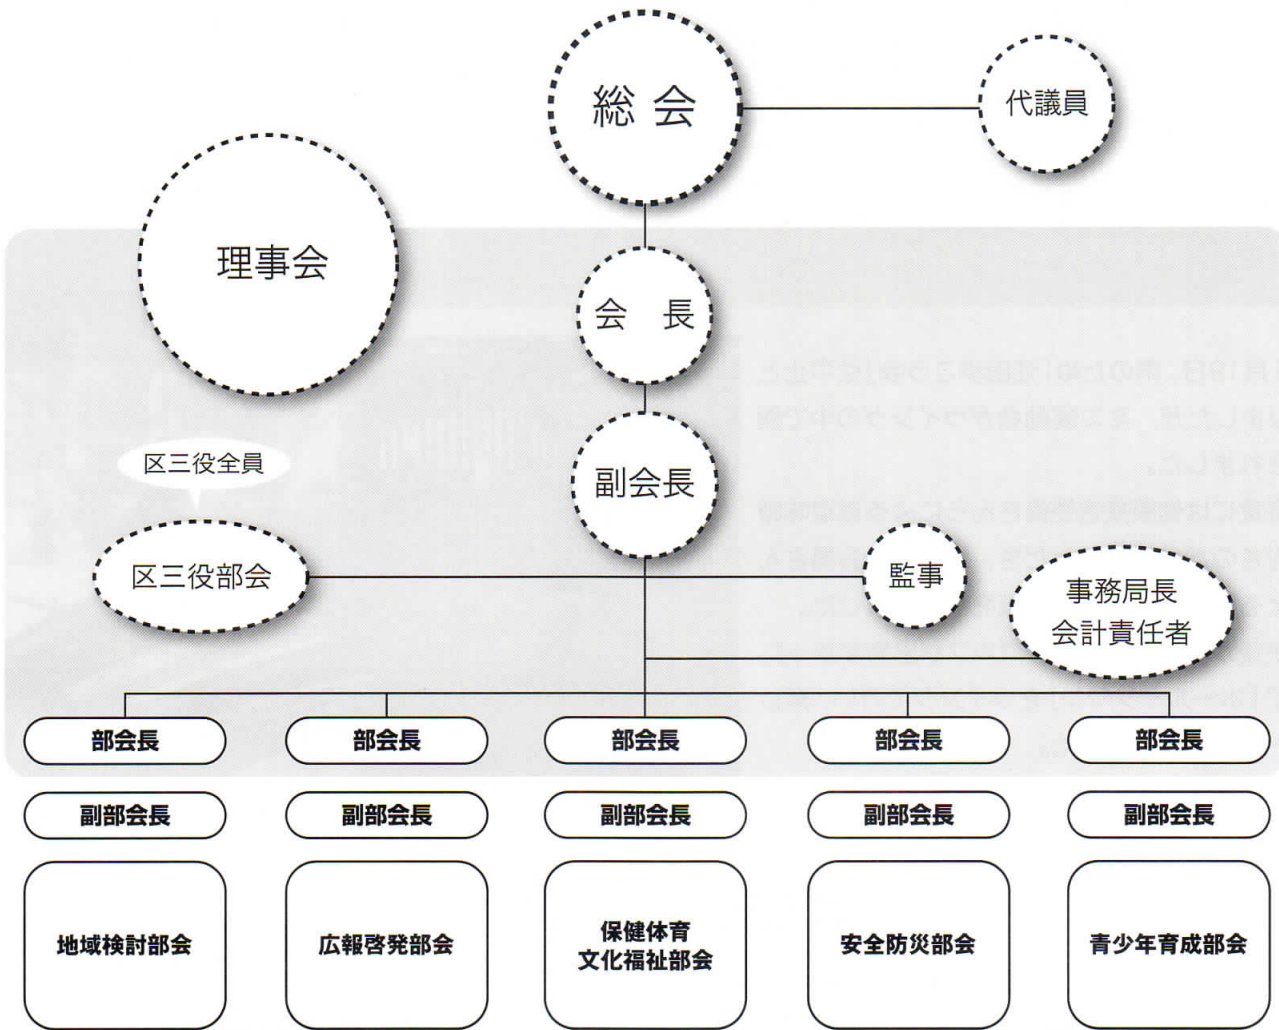 総会
代議員
理事会
会長
区三役全員
副会長
区三役部会
監事
事務局長
会計責任者
部会長
部会長
部会長
部会長
部会長
副部会長
副部会長
副部会長
副部会長
副部会長
地域検討部会
広報啓発部会
保健体育
文化福祉部会
安全防災部会
青少年育成部会